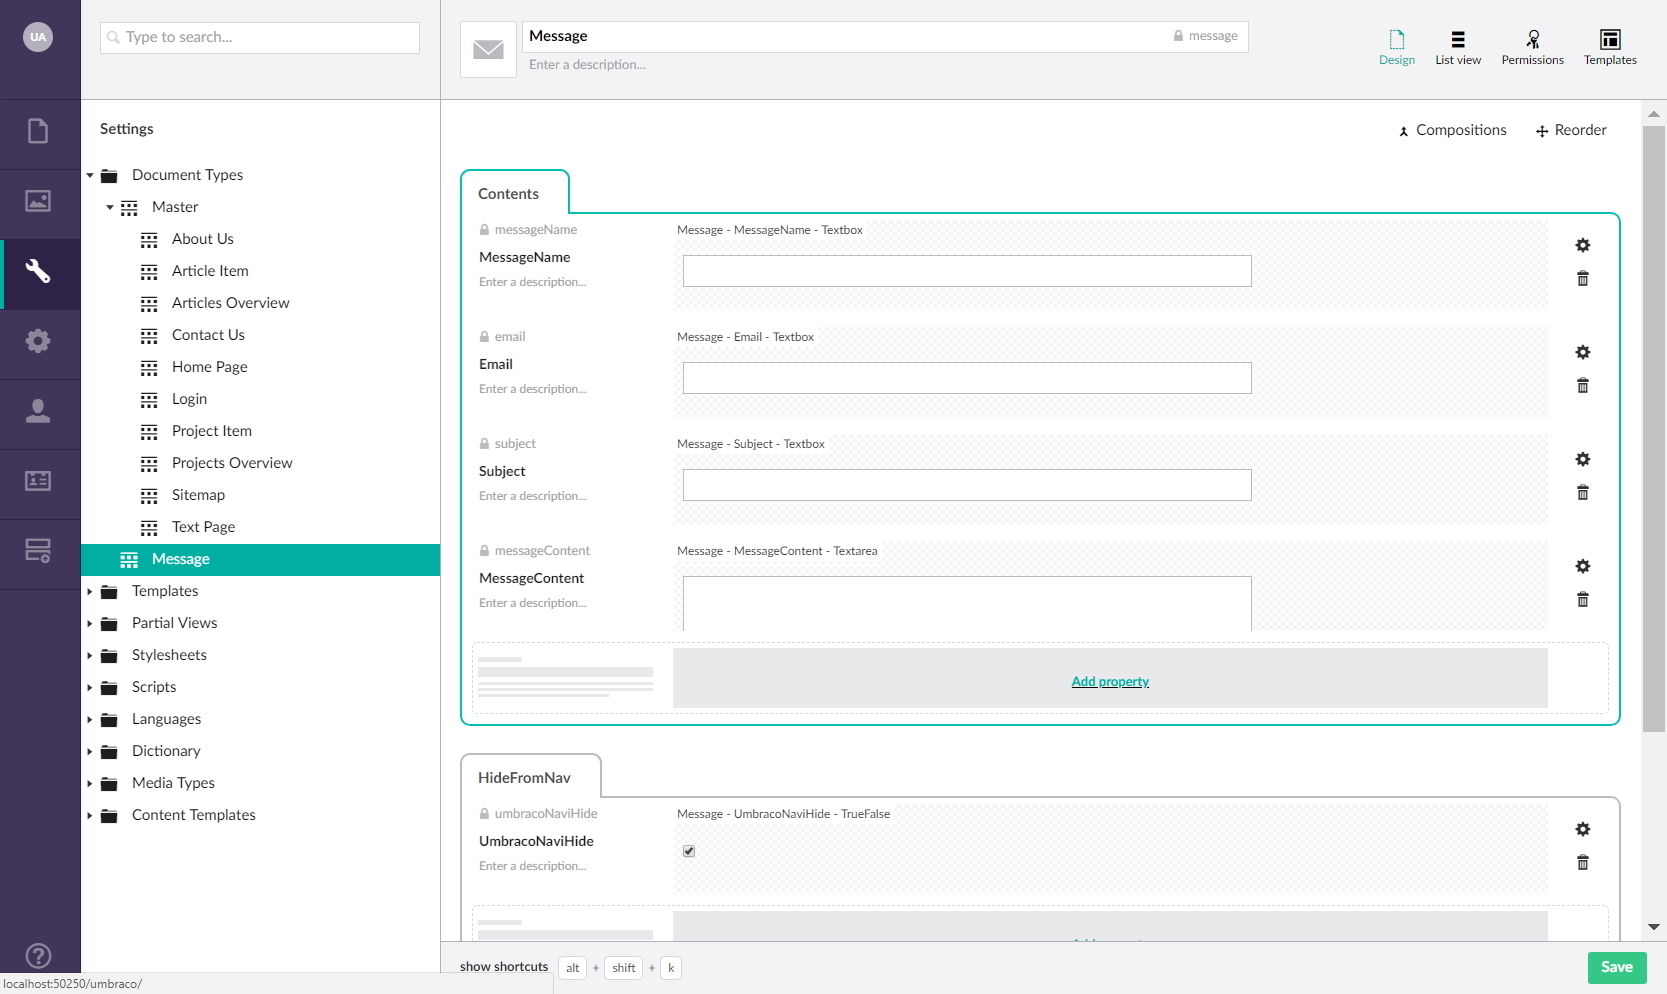 UA
Type to search...
Message
message
Enter a description...
Design
List view
Permissions
Templates
Settings
Document Types
Master
About Us
Article Item
Articles Overview
Contact Us
Home Page
Login
Project Item
Projects Overview
Sitemap
Text Page
Message
Templates
Partial Views
Stylesheets
Scripts
Languages
Dictionary
Media Types
Content Templates
Compositions
Reorder
Contents
messageName
Message - MessageName - Textbox
MessageName
Enter a description...
email
Message - Email - Textbox
Email
Enter a description...
subject
Message - Subject - Textbox
Subject
Enter a description...
messageContent
Message - MessageContent - Textarea
MessageContent
Enter a description...
Add property
HideFromNav
umbracoNaviHide
Message - UmbracoNaviHide - TrueFalse
UmbracoNaviHide
Enter a description...
show shortcuts alt + shift + k
Save
localhost:50250/umbraco/